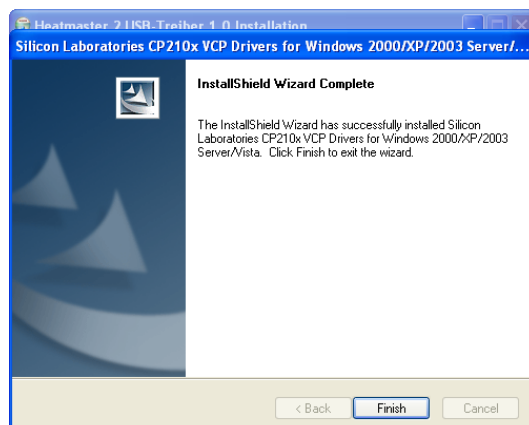 Heatmaster 2 USB-Treiber 1.0 Installation
Silicon Laboratories CP210x VCP Drivers for Windows 2000/XP/2003 Server/...
InstallShield Wizard Complete
The InstallShield Wizard has successfully installed Silicon
Laboratories CP210x VCP Drivers for Windows 2000/XP/2003
Server/Vista. Click Finish to exit the wizard.
< Back
Finish
Cancel